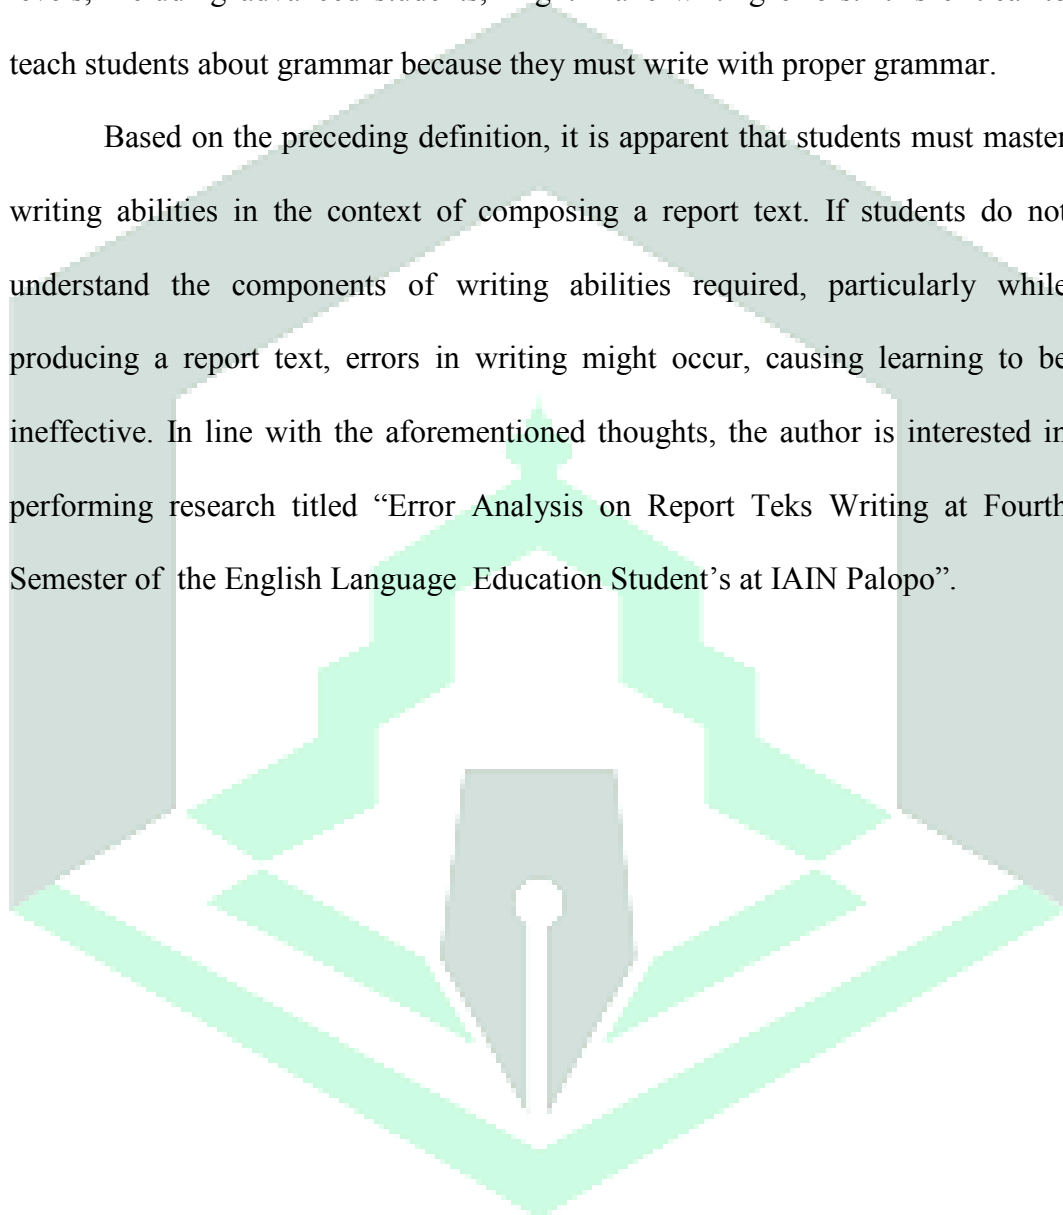 teach students about grammar because they must write with proper grammar.
Based on the preceding definition, it is apparent that students must master
writing abilities in the context of composing a report text. If students do not
understand the components of writing abilities required, particularly while
producing a report text, errors in writing might occur, causing learning to be
ineffective. In line with the aforementioned thoughts, the author is interested in
performing research titled “Error Analysis on Report Teks Writing at Fourth
Semester of the English Language Education Student’s at IAIN Palopo”.